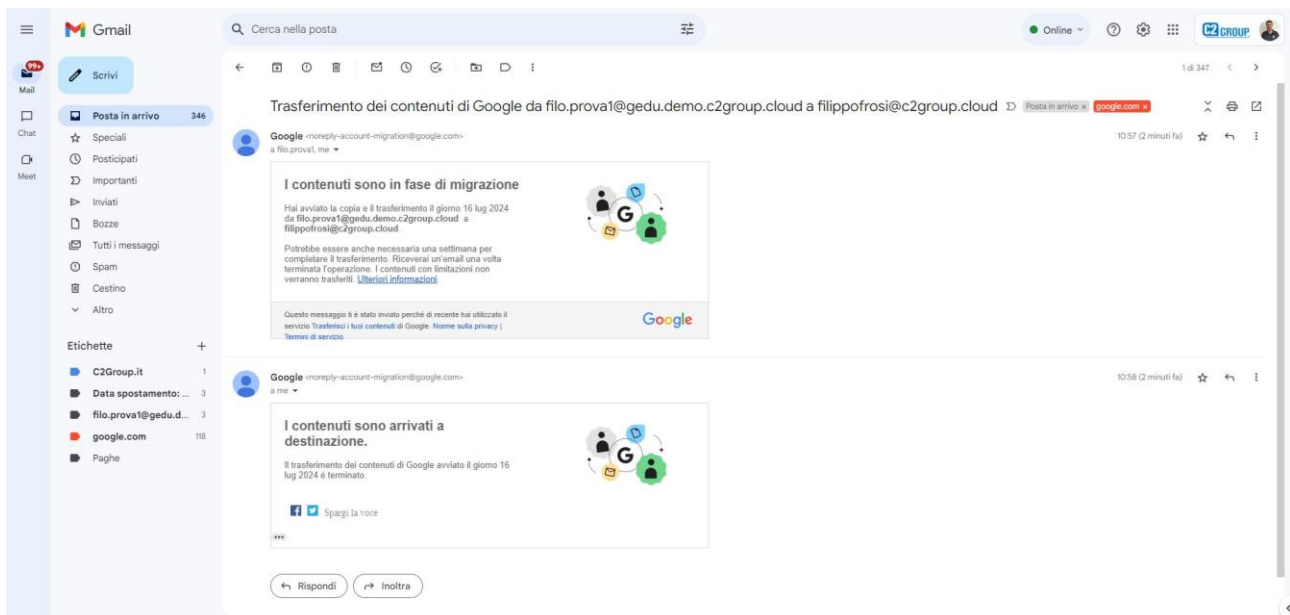 Gmail
Cerca nella posta
Online
C2 GROUP
99+
Mail
Chat
Meet
Scrivi
Posta in arrivo 346
Speciali
Posticipati
Importanti
Inviati
Bozze
Tutti i messaggi
Spam
Cestino
Altro
Etichette
C2Group.it 1
Data spostamento: ... 3
filo.prova1@gedu.d... 3
google.com 118
Paghe
1 di 347
Trasferimento dei contenuti di Google da filo.prova1@gedu.demo.c2group.cloud a filippofrosi@c2group.cloud Posta in arrivo x google.com x
Google <noreply-account-migration@google.com> 10:57 (2 minuti fa)
a filo.prova1, me
I contenuti sono in fase di migrazione
Hai avviato la copia e il trasferimento il giorno 16 lug 2024
da filo.prova1@gedu.demo.c2group.cloud a
filippofrosi@c2group.cloud.
Potrebbe essere anche necessaria una settimana per
completare il trasferimento. Riceverai un'email una volta
terminata l'operazione. I contenuti con limitazioni non
verranno trasferiti. Ulteriori informazioni.
Questo messaggio ti è stato inviato perché di recente hai utilizzato il
servizio Trasferisci i tuoi contenuti di Google. Norme sulla privacy |
Termini di servizio
Google
Google <noreply-account-migration@google.com> 10:58 (2 minuti fa)
a me
I contenuti sono arrivati a
destinazione.
Il trasferimento dei contenuti di Google avviato il giorno 16
lug 2024 è terminato.
Spargi la voce
Rispondi
Inoltra